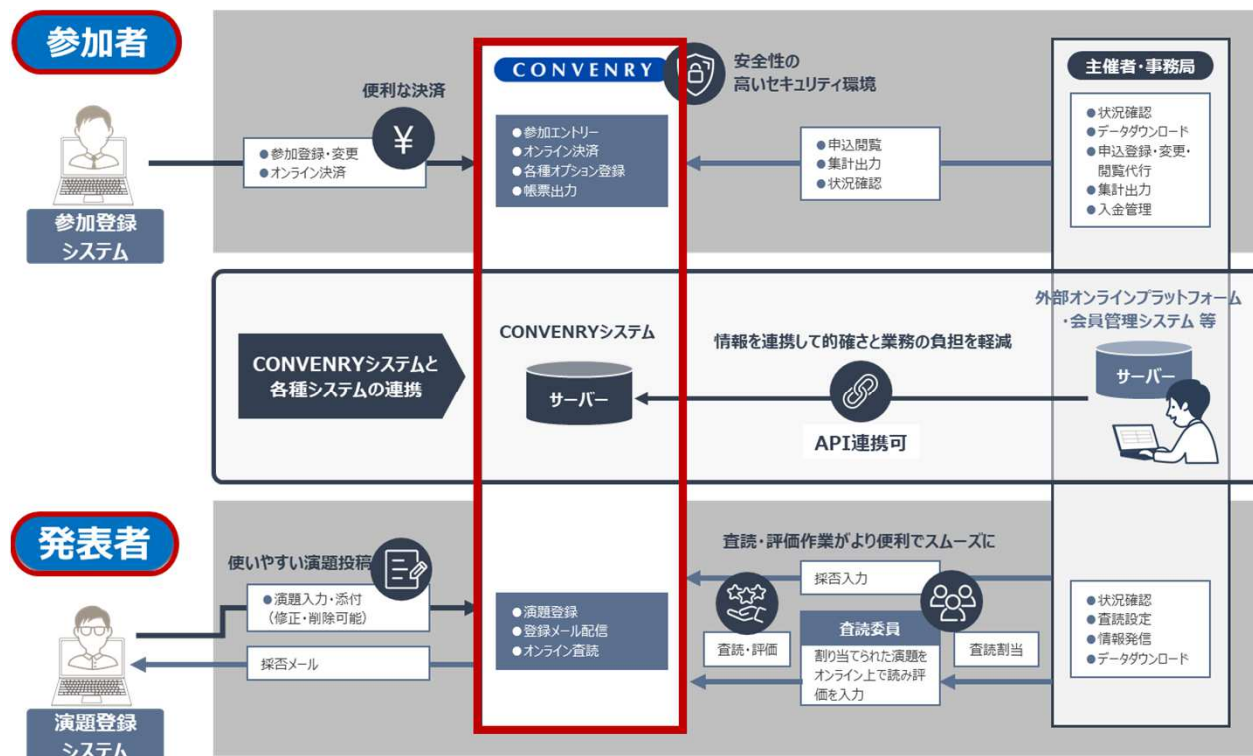 参加者
便利な決済
¥
●参加登録・変更
●オンライン決済
参加登録
システム
CONVENRY
●参加エントリー
●オンライン決済
●各種オプション登録
●帳票出力
安全性の
高いセキュリティ環境
●申込閲覧
●集計出力
●状況確認
主催者・事務局
●状況確認
●データダウンロード
●申込登録・変更・
閲覧代行
●集計出力
●入金管理
CONVENRYシステムと
各種システムの連携
CONVENRYシステム
サーバー
情報を連携して的確さと業務の負担を軽減
API連携可
外部オンラインプラットフォーム
・会員管理システム 等
サーバー
発表者
使いやすい演題投稿
●演題入力・添付
(修正・削除可能)
採否メール
演題登録
システム
●演題登録
●登録メール配信
●オンライン査読
査読・評価作業がより便利でスムーズに
採否入力
査読・評価
査読委員
割り当てられた演題を
オンライン上で読み評
価を入力
査読割当
●状況確認
●査読設定
●情報発信
●データダウンロード